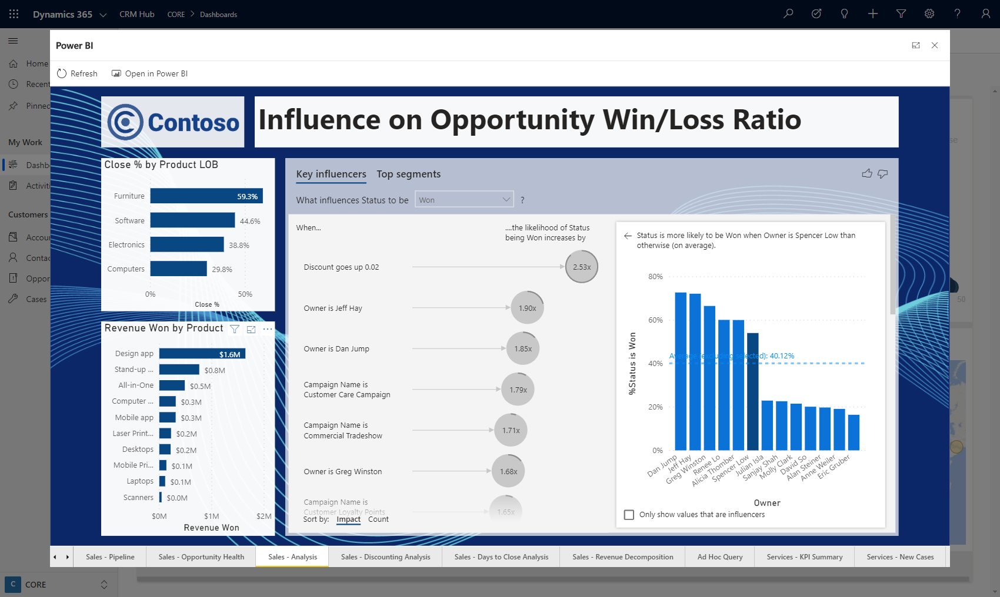 Dynamics 365
CRM Hub
CORE
Dashboards
Power BI
Refresh
Open in Power BI
Home
Recent
Pinned
My Work
Dashb
Activiti
Customers
Accou
Contac
Oppor
Cases
C
CORE
Contoso
Influence on Opportunity Win/Loss Ratio
Close % by Product LOB
Furniture
59.3%
Software
44.6%
Electronics
38.8%
Computers
29.8%
0%
50%
Close %
Revenue Won by Product
Design app
$1.6M
Stand-up ...
$0.8M
All-in-One
$0.5M
Computer ...
$0.3M
Mobile app
$0.3M
Laser Print...
$0.2M
Desktops
$0.2M
Mobile Pri...
$0.1M
Laptops
$0.1M
Scanners
$0.0M
$0M
$1M
$2M
Revenue Won
Key influencers
Top segments
What influences Status to be
Won
?
When...
....the likelihood of Status
being Won increases by
Discount goes up 0.02
2.53x
Owner is Jeff Hay
1.90x
Owner is Dan Jump
1.85x
Campaign Name is
Customer Care Campaign
1.79x
Campaign Name is
Commercial Tradeshow
1.71x
Owner is Greg Winston
1.68x
Campaign Name is
Customer Loyalty Points
1.65x
Sort by:
Impact
Count
Status is more likely to be Won when Owner is Spencer Low than
otherwise (on average).
80%
60%
40%
20%
0%
%Status is Won
Average (excluding selected): 40.12%
Dan Jump
Jeff Hay
Greg Winston
Renee Lo
Alicia Thomber
Spencer Low
Julian Isla
Sanjay Shah
Molly Clark
David So
Alan Steiner
Anne Weiler
Eric Gruber
Owner
Only show values that are influencers
se
50
Sales - Pipeline
Sales - Opportunity Health
Sales - Analysis
Sales - Discounting Analysis
Sales - Days to Close Analysis
Sales - Revenue Decomposition
Ad Hoc Query
Services - KPI Summary
Services - New Cases